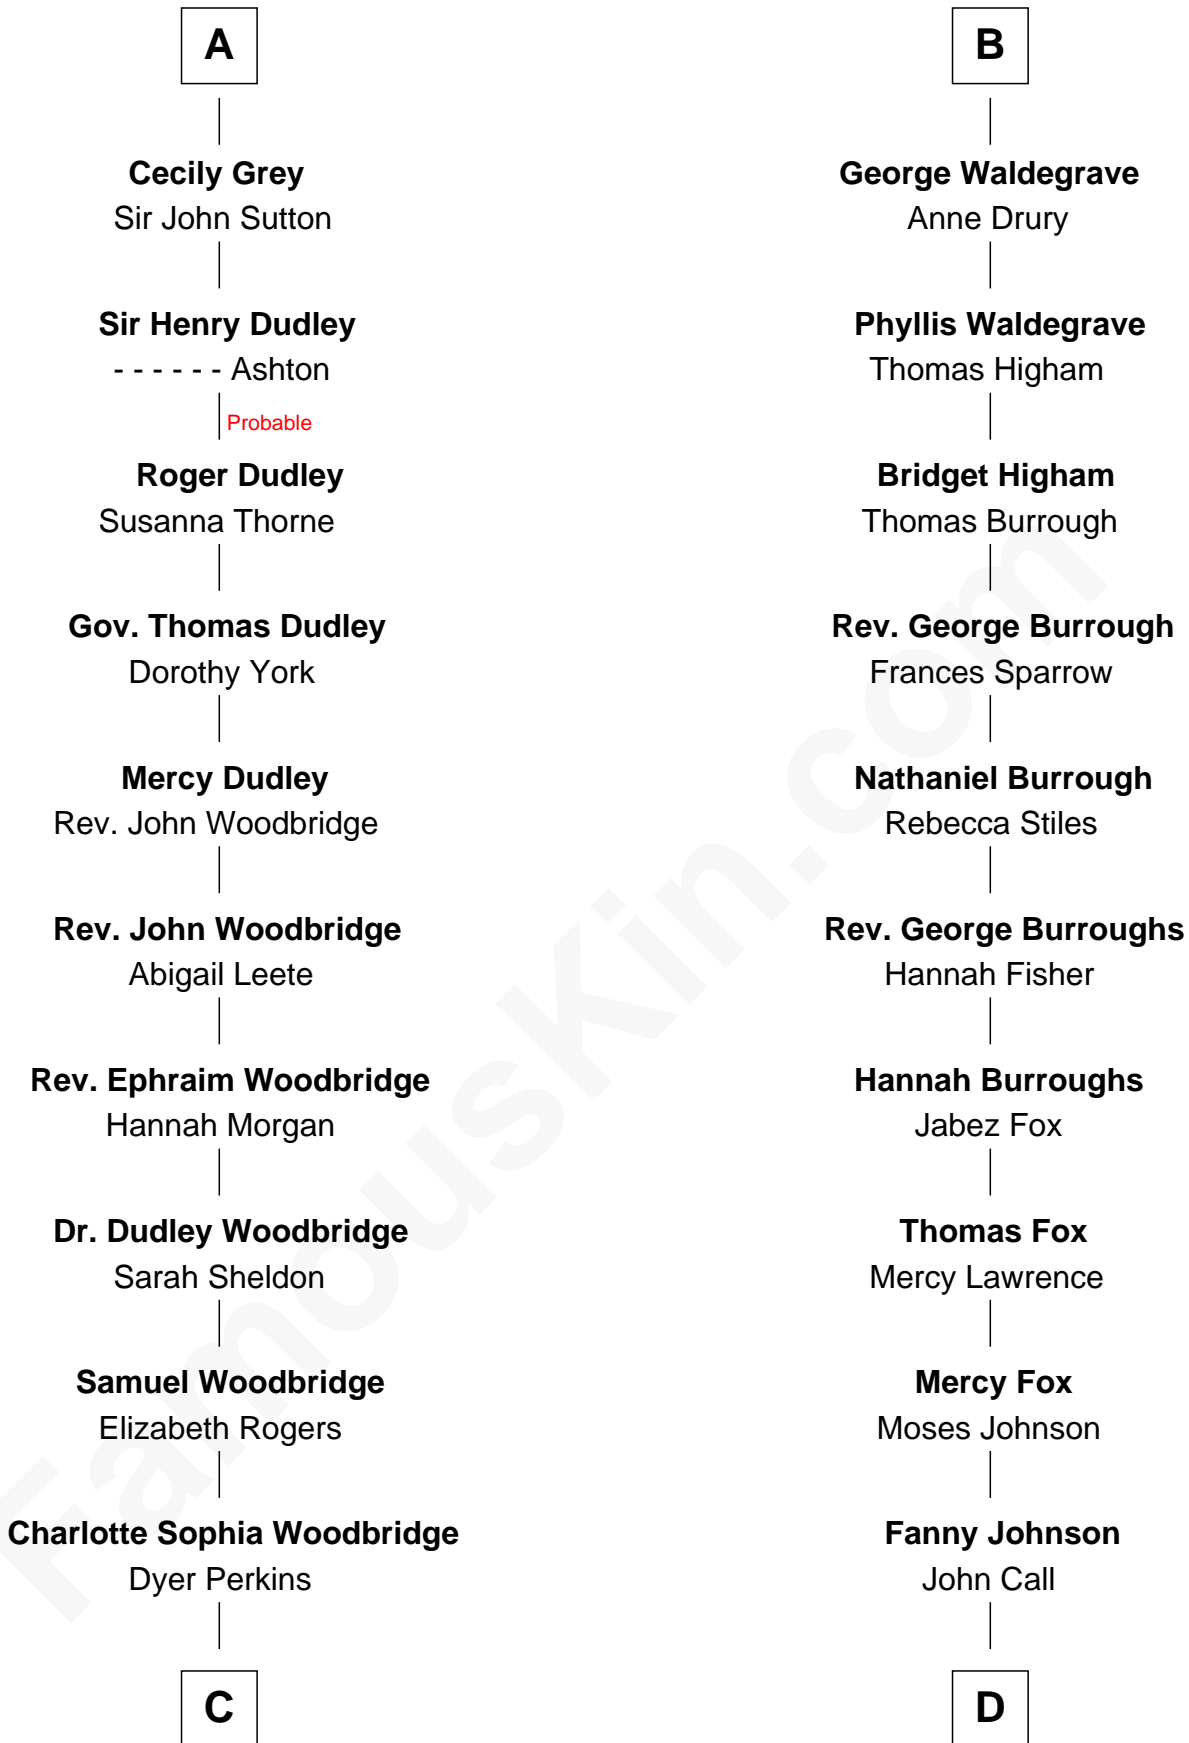 A
Cecily Grey
Sir John Sutton
Sir Henry Dudley
- - - - - - Ashton
Probable
Roger Dudley
Susanna Thorne
Gov. Thomas Dudley
Dorothy York
Mercy Dudley
Rev. John Woodbridge
Rev. John Woodbridge
Abigail Leete
Rev. Ephraim Woodbridge
Hannah Morgan
Dr. Dudley Woodbridge
Sarah Sheldon
Samuel Woodbridge
Elizabeth Rogers
Charlotte Sophia Woodbridge
Dyer Perkins
C
B
George Waldegrave
Anne Drury
Phyllis Waldegrave
Thomas Higham
Bridget Higham
Thomas Burrough
Rev. George Burrough
Frances Sparrow
Nathaniel Burrough
Rebecca Stiles
Rev. George Burroughs
Hannah Fisher
Hannah Burroughs
Jabez Fox
Thomas Fox
Mercy Lawrence
Mercy Fox
Moses Johnson
Fanny Johnson
John Call
D
FamousKin.com